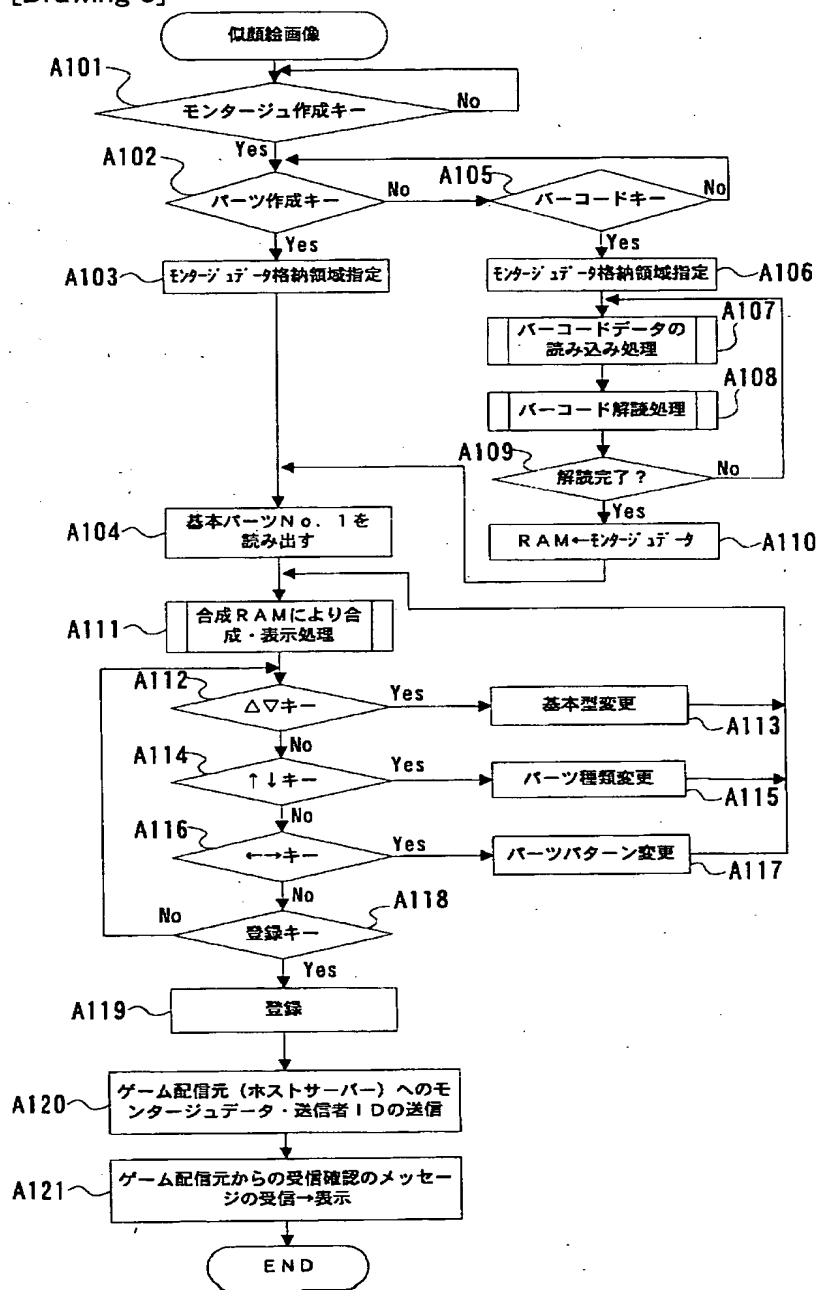 似顔絵画像
A101
モンタージュ作成キー
No
Yes
A102
パーツ作成キー
No
A105
バーコードキー
No
Yes
Yes
A103
モンタージュデータ格納領域指定
モンタージュデータ格納領域指定
A106
A107
バーコードデータの
読み込み処理
A108
バーコード解読処理
A109
解読完了?
No
Yes
A104
基本パーツNo.1を
読み出す
RAM←モンタージュデータ
A110
A111
合成RAMにより合
成・表示処理
A112
△▽キー
Yes
基本型変更
A113
No
A114
↑↓キー
Yes
パーツ種類変更
A115
No
A116
←→キー
Yes
パーツパターン変更
A117
No
A118
No
登録キー
Yes
A119
登録
A120
ゲーム配信元(ホストサーバー)へのモ
ンタージュデータ・送信者IDの送信
A121
ゲーム配信元からの受信確認のメッセー
ジの受信→表示
END